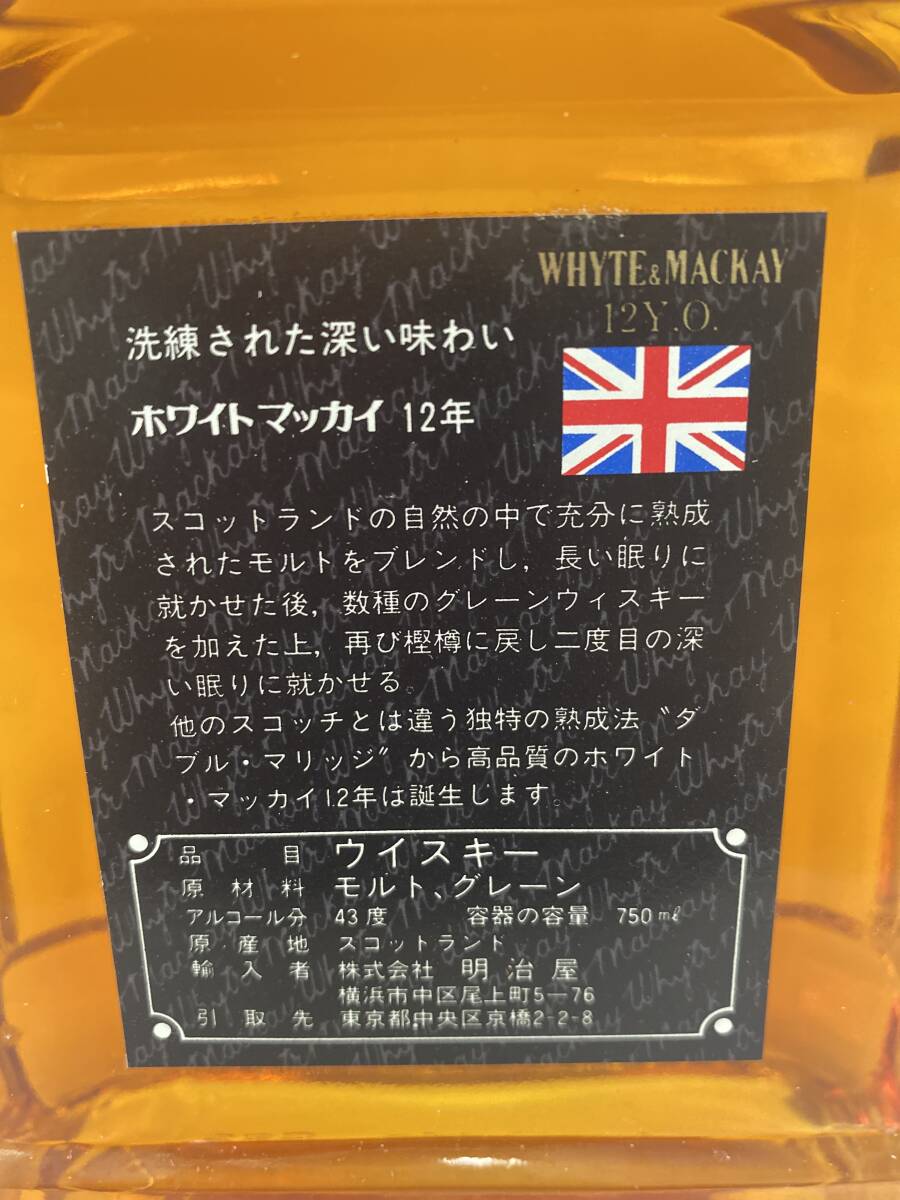 WHYTE&MACKAY
12Y.O.
洗練された深い味わい
ホワイトマッカイ 12年
スコットランドの自然の中で充分に熟成
されたモルトをブレンドし，長い眠りに
就かせた後，数種のグレーンウィスキー
を加えた上，再び樫樽に戻し二度目の深
い眠りに就かせる。
他のスコッチとは違う独特の熟成法〝ダ
ブル・マリッジ〟から高品質のホワイト
・マッカイ12年は誕生します。
品目 ウイスキー
原材料 モルト、グレーン
アルコール分 43度 容器の容量 750ml
原産地 スコットランド
輸入者 株式会社 明治屋
横浜市中区尾上町5-76
引取先 東京都中央区京橋2-2-8